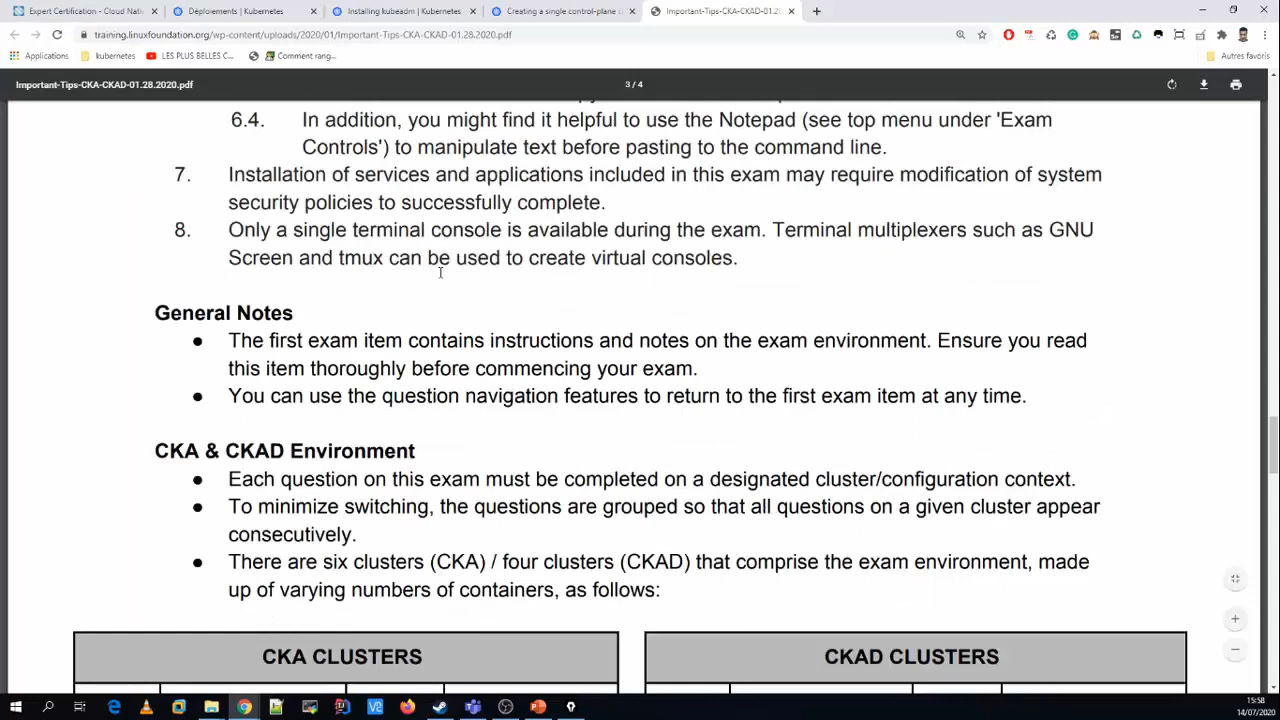 Expert Certification - Cloud Nati
Déploiements | Kubernetes
Installing kubeadm | Kubernetes
Creating a single control-plane
Important-Tips-CKA-CKAD-01.28.20
training.linuxfoundation.org/wp-content/uploads/2020/01/Important-Tips-CKA-CKAD-01.28.2020.pdf
Applications
kubernetes
LES PLUS BELLES C...
Comment rang...
Autres favoris
Important-Tips-CKA-CKAD-01.28.2020.pdf
3 / 4
6.4. In addition, you might find it helpful to use the Notepad (see top menu under 'Exam
Controls') to manipulate text before pasting to the command line.
7. Installation of services and applications included in this exam may require modification of system
security policies to successfully complete.
8. Only a single terminal console is available during the exam. Terminal multiplexers such as GNU
Screen and tmux can be used to create virtual consoles.
General Notes
● The first exam item contains instructions and notes on the exam environment. Ensure you read
this item thoroughly before commencing your exam.
● You can use the question navigation features to return to the first exam item at any time.
CKA & CKAD Environment
● Each question on this exam must be completed on a designated cluster/configuration context.
● To minimize switching, the questions are grouped so that all questions on a given cluster appear
consecutively.
● There are six clusters (CKA) / four clusters (CKAD) that comprise the exam environment, made
up of varying numbers of containers, as follows:
CKA CLUSTERS
CKAD CLUSTERS
15:58
14/07/2020